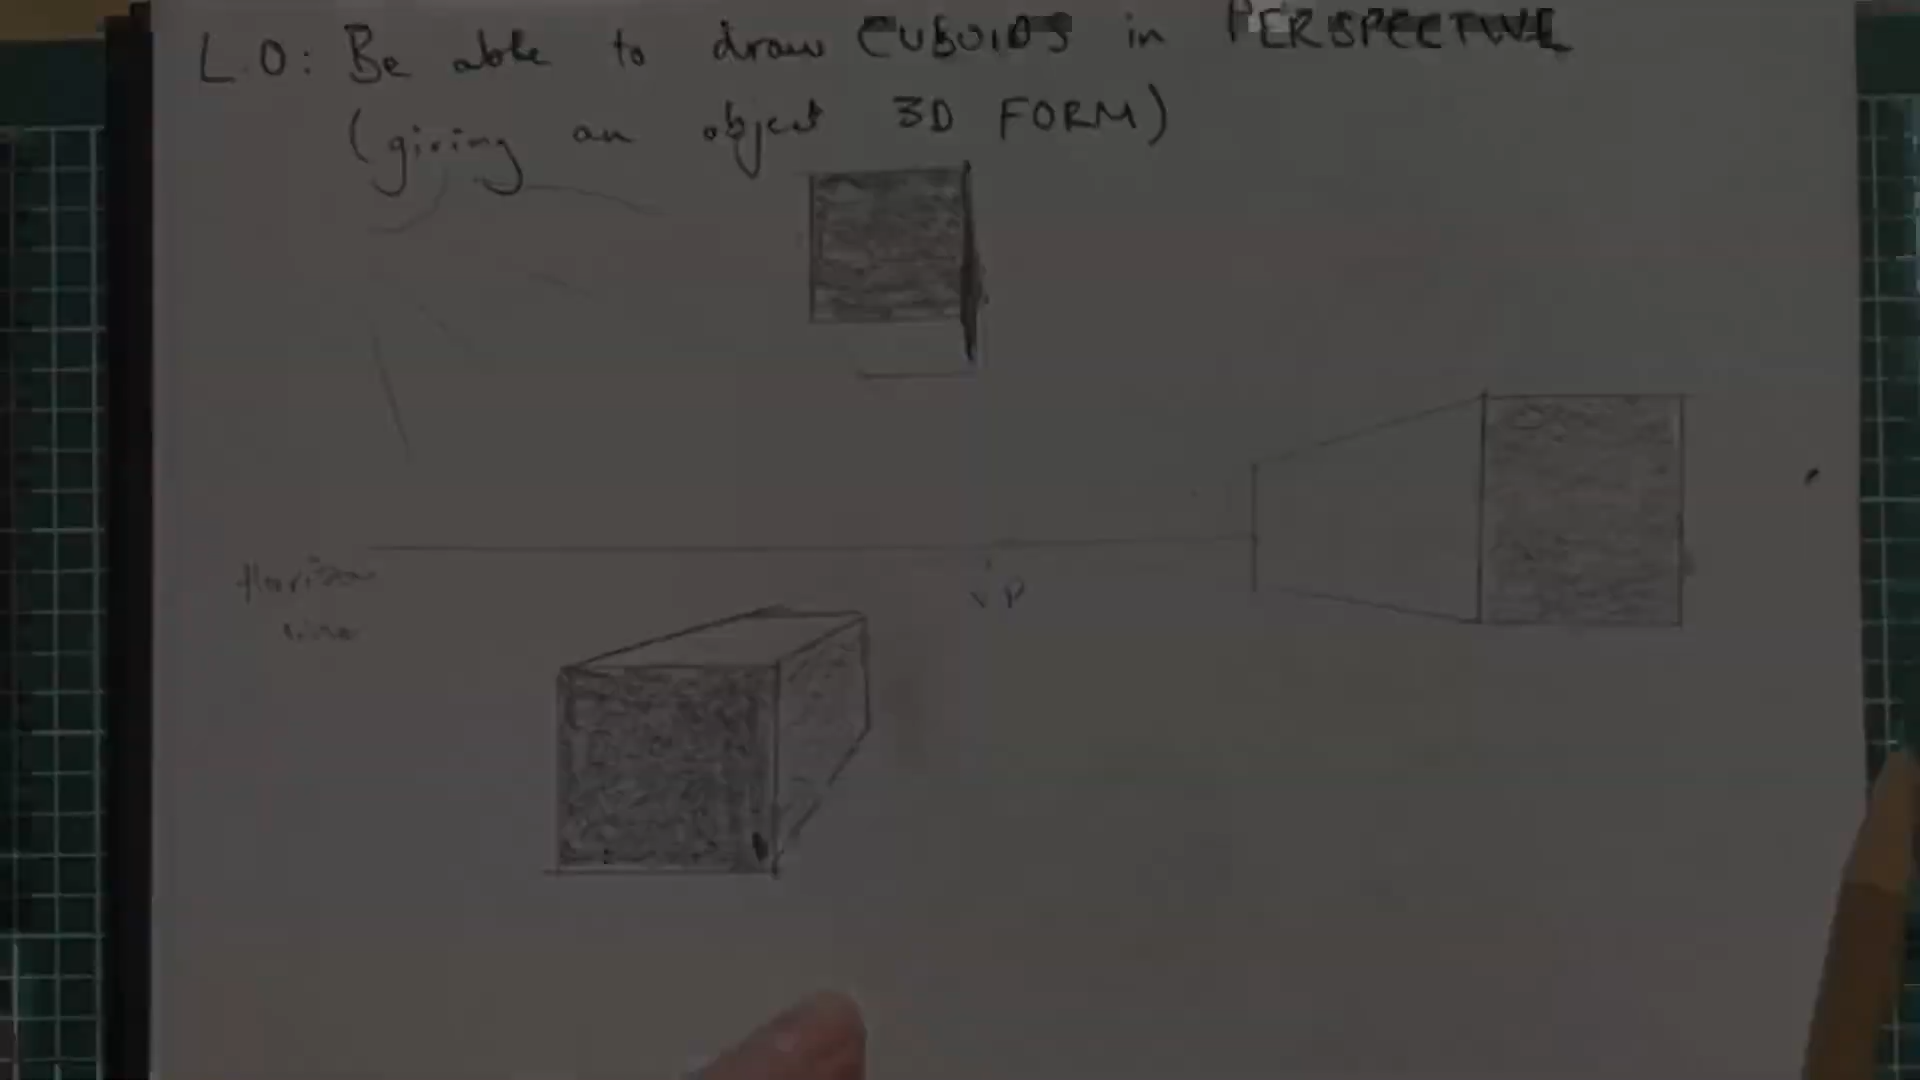 L.O: Be able to draw CUBOIDS in PERSPECTIVE
(giving an object 3D FORM)
Horizon
Line
VP